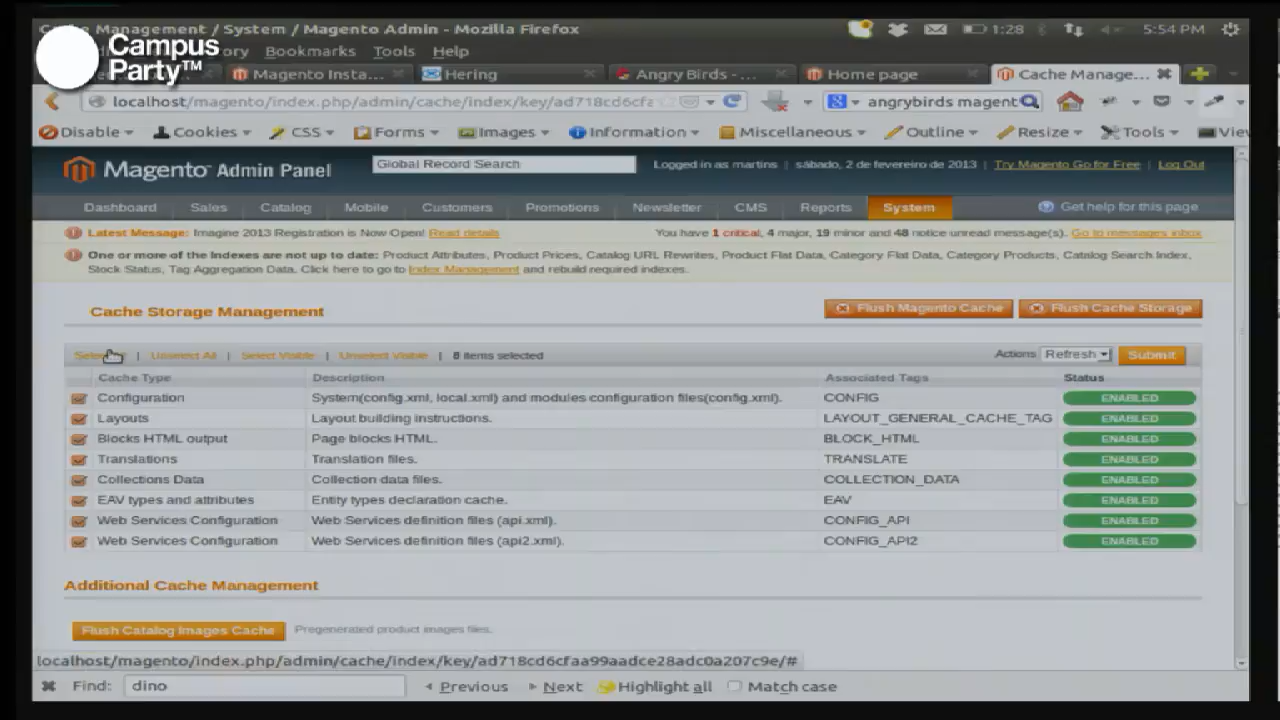 Cache Management / System / Magento Admin - Mozilla Firefox
1:28
5:54 PM
Campus
Party™
Bookmarks Tools Help
Magento Insta...
Hering
Angry Birds - ...
Home page
Cache Manage...
localhost/magento/index.php/admin/cache/index/key/ad718cd6cfa
angrybirds magent
Disable
Cookies
CSS
Forms
Images
Information
Miscellaneous
Outline
Resize
Tools
View
Magento Admin Panel
Global Record Search
Logged in as martins | sábado, 2 de fevereiro de 2013 | Try Magento Go for Free | Log Out
Dashboard
Sales
Catalog
Mobile
Customers
Promotions
Newsletter
CMS
Reports
System
Get help for this page
Latest Message: Imagine 2013 Registration is Now Open! Read details
You have 1 critical, 4 major, 19 minor and 48 notice unread message(s). Go to messages inbox
One or more of the Indexes are not up to date: Product Attributes, Product Prices, Catalog URL Rewrites, Product Flat Data, Category Flat Data, Category Products, Catalog Search Index,
Stock Status, Tag Aggregation Data. Click here to go to Index Management and rebuild required indexes.
Cache Storage Management
Flush Magento Cache
Flush Cache Storage
| Unselect All | Select Visible | Unselect Visible | 8 items selected
Actions Refresh Submit
Cache Type Description Associated Tags Status
Configuration System(config.xml, local.xml) and modules configuration files(config.xml). CONFIG ENABLED
Layouts Layout building instructions. LAYOUT_GENERAL_CACHE_TAG ENABLED
Blocks HTML output Page blocks HTML. BLOCK_HTML ENABLED
Translations Translation files. TRANSLATE ENABLED
Collections Data Collection data files. COLLECTION_DATA ENABLED
EAV types and attributes Entity types declaration cache. EAV ENABLED
Web Services Configuration Web Services definition files (api.xml). CONFIG_API ENABLED
Web Services Configuration Web Services definition files (api2.xml). CONFIG_API2 ENABLED
Additional Cache Management
Flush Catalog Images Cache Pregenerated product images files.
localhost/magento/index.php/admin/cache/index/key/ad718cd6cfaa99aadce28adc0a207c9e/#
Find: dino Previous Next Highlight all Match case